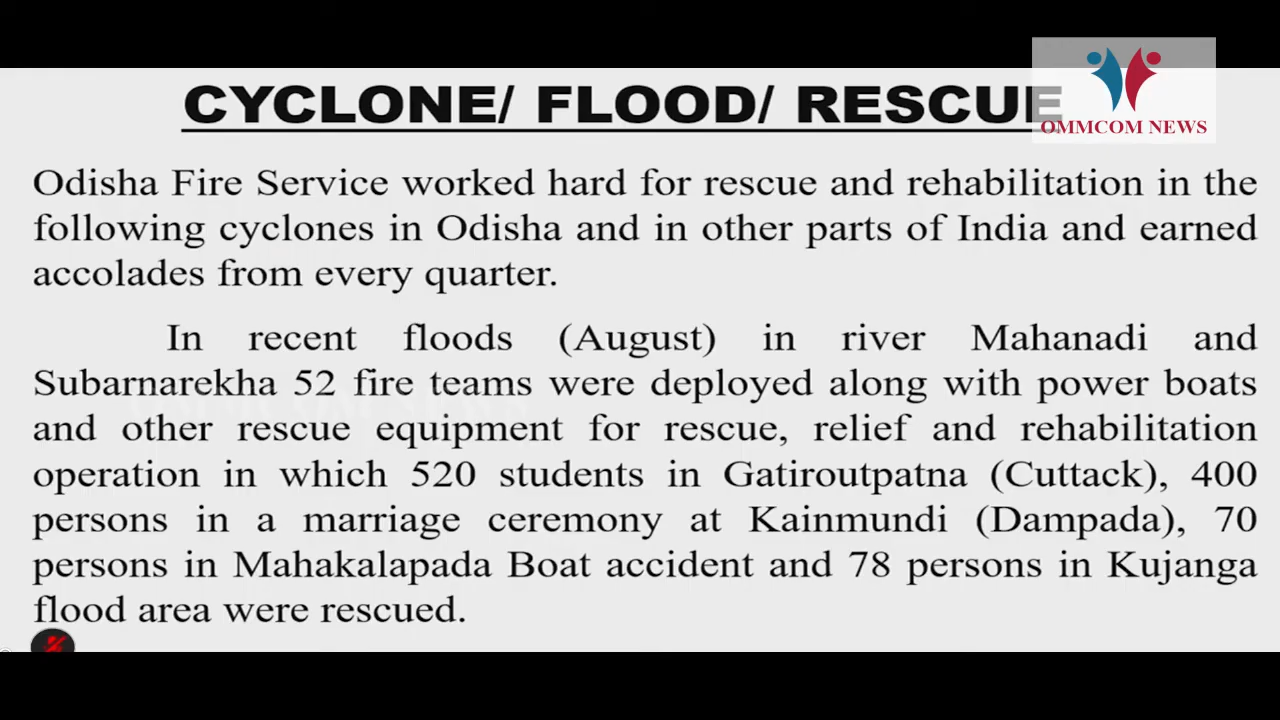 CYCLONE/ FLOOD/ RESCUE
OMMCOM NEWS
Odisha Fire Service worked hard for rescue and rehabilitation in the
following cyclones in Odisha and in other parts of India and earned
accolades from every quarter.
In recent floods (August) in river Mahanadi and
Subarnarekha 52 fire teams were deployed along with power boats
and other rescue equipment for rescue, relief and rehabilitation
operation in which 520 students in Gatiroutpatna (Cuttack), 400
persons in a marriage ceremony at Kainmundi (Dampada), 70
persons in Mahakalapada Boat accident and 78 persons in Kujanga
flood area were rescued.